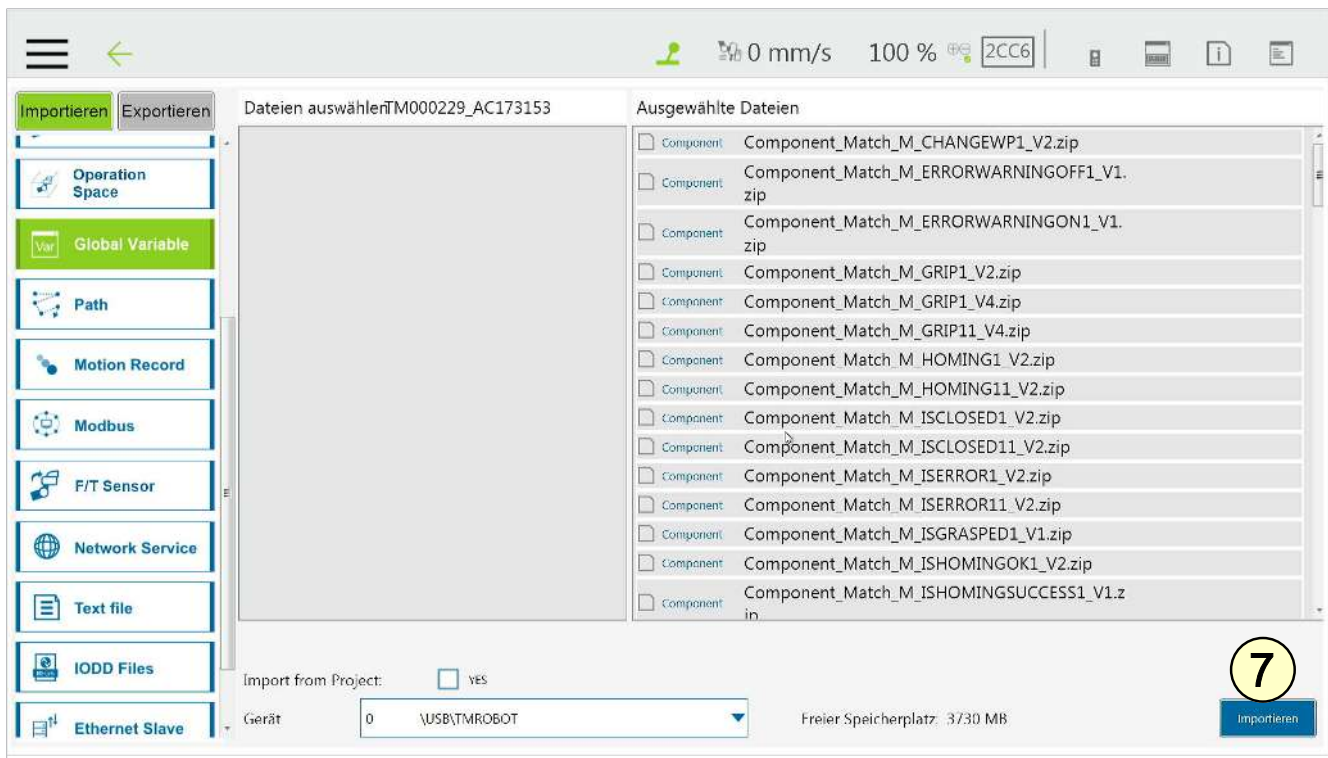 0 mm/s 100 % 2CC6
Importieren Exportieren
Dateien auswählenTM000229_AC173153
Ausgewählte Dateien
Operation
Space
Var Global Variable
Path
Motion Record
Modbus
F/T Sensor
Network Service
Text file
IODD Files
Ethernet Slave
Component Component_Match_M_CHANGEWP1_V2.zip
Component Component_Match_M_ERRORWARNINGOFF1_V1.
zip
Component Component_Match_M_ERRORWARNINGON1_V1.
zip
Component Component_Match_M_GRIP1_V2.zip
Component Component_Match_M_GRIP1_V4.zip
Component Component_Match_M_GRIP11_V4.zip
Component Component_Match_M_HOMING1_V2.zip
Component Component_Match_M_HOMING11_V2.zip
Component Component_Match_M_ISCLOSED1_V2.zip
Component Component_Match_M_ISCLOSED11_V2.zip
Component Component_Match_M_ISERROR1_V2.zip
Component Component_Match_M_ISERROR11_V2.zip
Component Component_Match_M_ISGRASPED1_V1.zip
Component Component_Match_M_ISHOMINGOK1_V2.zip
Component Component_Match_M_ISHOMINGSUCCESS1_V1.z
ip
Import from Project: YES
7
Gerät 0 \USB\TMROBOT Freier Speicherplatz: 3730 MB Importieren